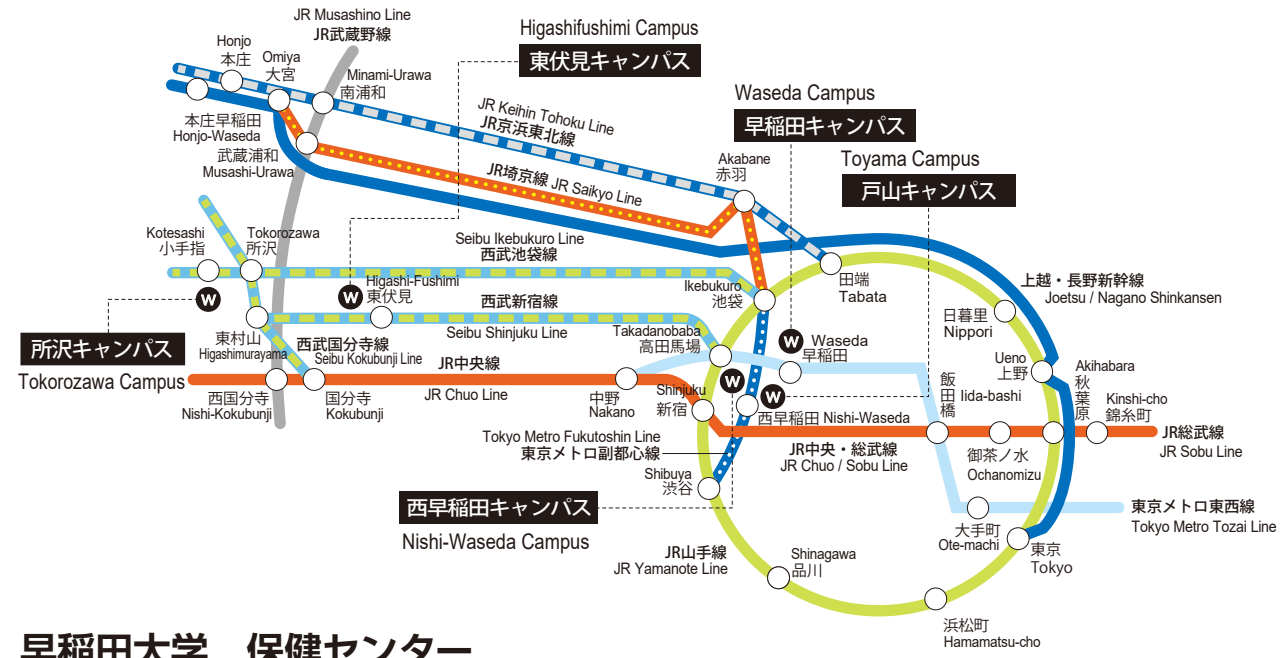 JR Musashino Line
JR武蔵野線
Higashifushimi Campus
東伏見キャンパス
Honjo
本庄
Omiya
大宮
Minami-Urawa
南浦和
Waseda Campus
早稲田キャンパス
本庄早稲田
Honjo-Waseda
JR Keihin Tohoku Line
JR京浜東北線
武蔵浦和
Musashi-Urawa
Akabane
赤羽
Toyama Campus
戸山キャンパス
JR埼京線 JR Saikyo Line
Kotesashi
小手指
Tokorozawa
所沢
Seibu Ikebukuro Line
西武池袋線
Higashi-Fushimi
東伏見
W
W
Ikebukuro
池袋
田端
Tabata
上越・長野新幹線
Joetsu / Nagano Shinkansen
日暮里
Nippori
西武新宿線
Seibu Shinjuku Line
Takadanobaba
高田馬場
W
Waseda
早稲田
所沢キャンパス
Tokorozawa Campus
東村山
Higashimurayama
西武国分寺線
Seibu Kokubunji Line
Ueno
上野
Akihabara
秋葉原
JR中央線
JR Chuo Line
西国分寺
Nishi-Kokubunji
国分寺
Kokubunji
中野
Nakano
Shinjuku
新宿
W
W
西早稲田 Nishi-Waseda
飯田橋
Iida-bashi
Kinshi-cho
錦糸町
JR総武線
JR Sobu Line
Tokyo Metro Fukutoshin Line
東京メトロ副都心線
JR中央・総武線
JR Chuo / Sobu Line
御茶ノ水
Ochanomizu
Shibuya
渋谷
西早稲田キャンパス
Nishi-Waseda Campus
東京メトロ東西線
Tokyo Metro Tozai Line
大手町
Ote-machi
東京
Tokyo
JR山手線
JR Yamanote Line
Shinagawa
品川
浜松町
Hamamatsu-cho
早稲田大学 保健センター